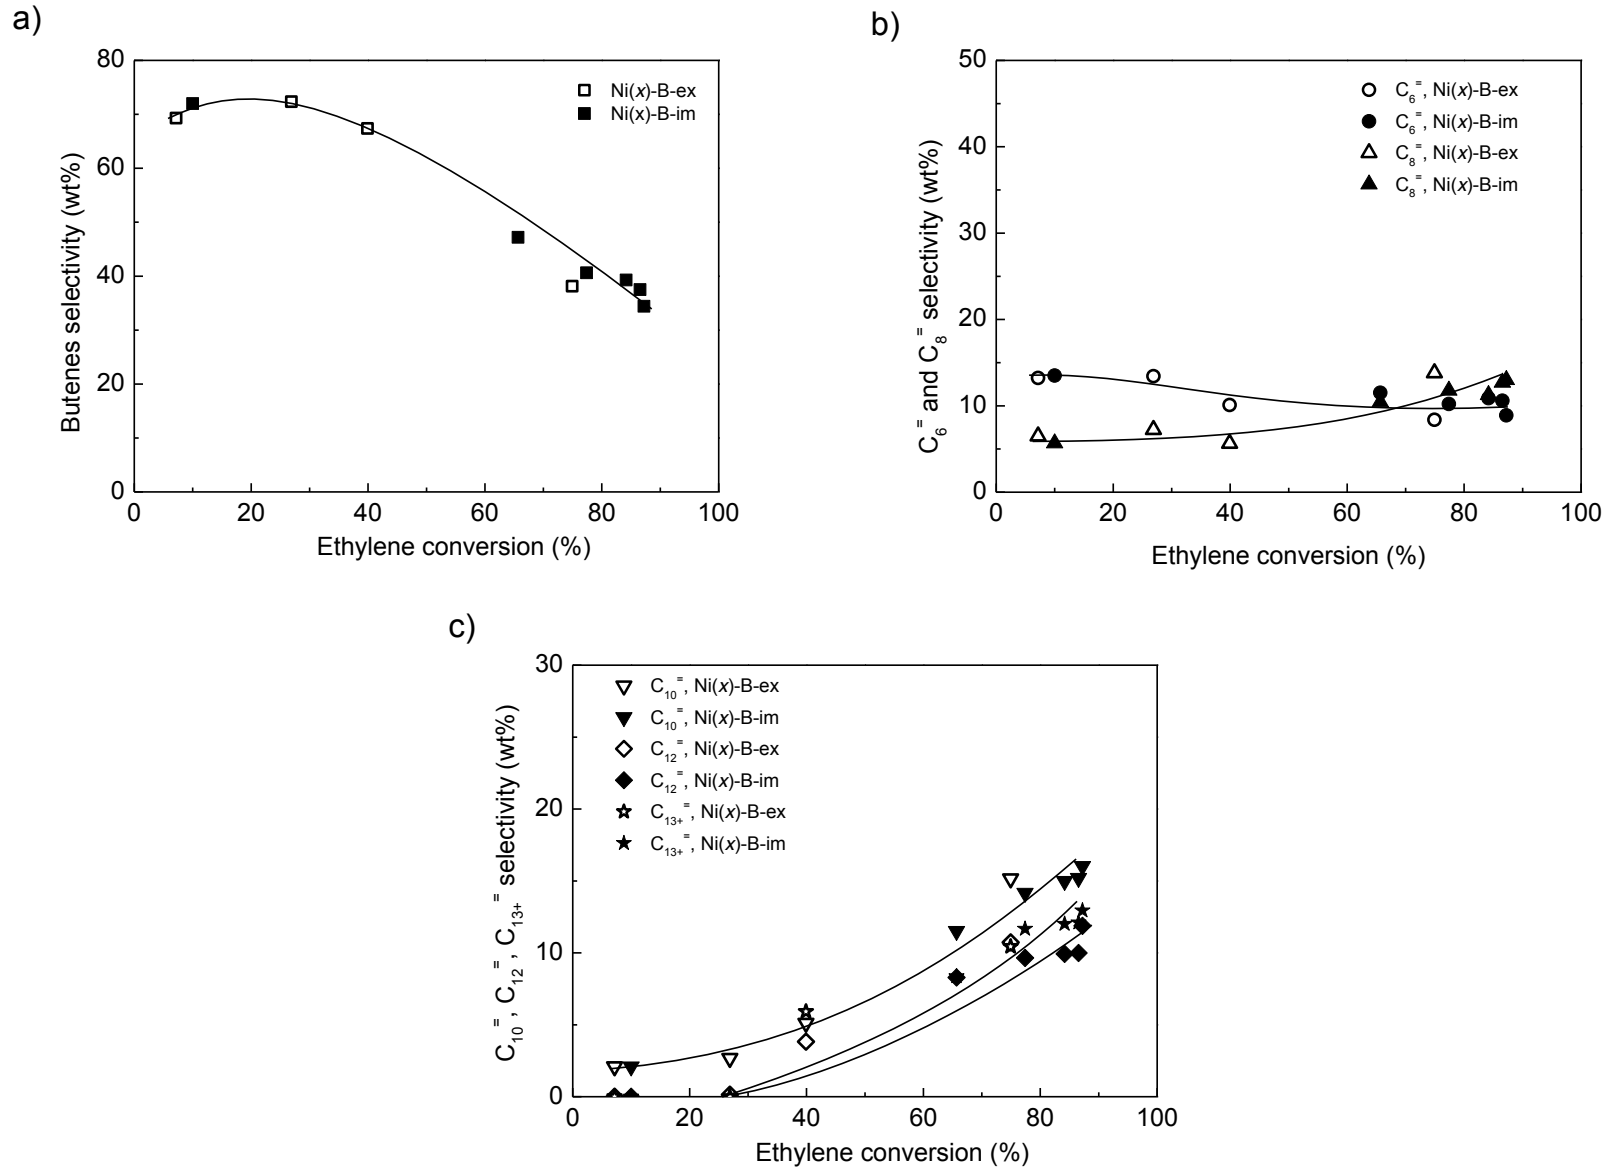 a)
80
60
40
20
0
Butenes selectivity (wt%)
Ni(x)-B-ex
Ni(x)-B-im
0 20 40 60 80 100
Ethylene conversion (%)
b)
50
40
30
20
10
0
C6= and C8= selectivity (wt%)
C6=, Ni(x)-B-ex
C6=, Ni(x)-B-im
C8=, Ni(x)-B-ex
C8=, Ni(x)-B-im
0 20 40 60 80 100
Ethylene conversion (%)
c)
30
20
10
0
C10=, C12=, C13+= selectivity (wt%)
C10=, Ni(x)-B-ex
C10=, Ni(x)-B-im
C12=, Ni(x)-B-ex
C12=, Ni(x)-B-im
C13+=, Ni(x)-B-ex
C13+=, Ni(x)-B-im
0 20 40 60 80 100
Ethylene conversion (%)